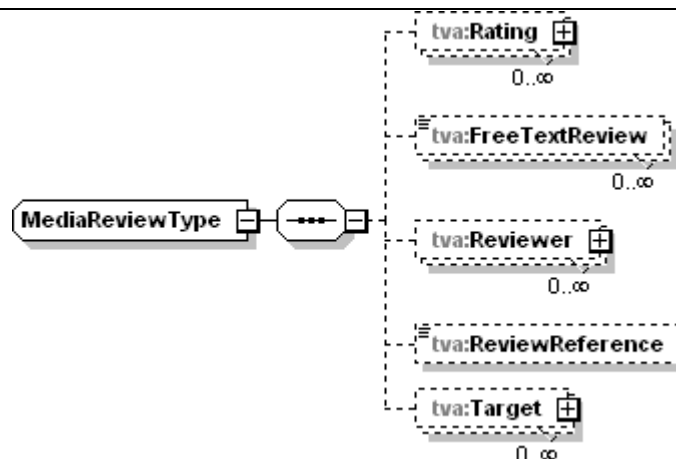 tva:Rating
0..∞
tva:FreeTextReview
0..∞
MediaReviewType
tva:Reviewer
0..∞
tva:ReviewReference
tva:Target
0..∞